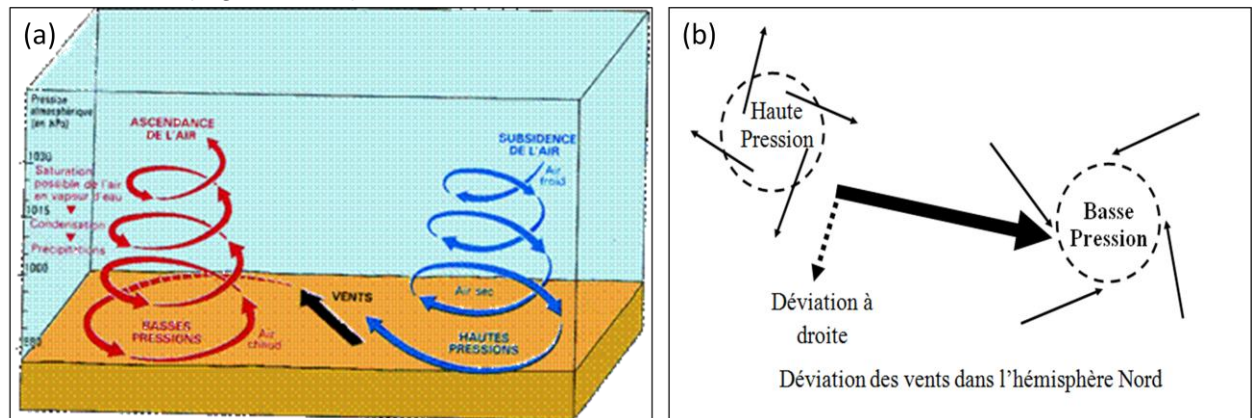 (a)
Pression
atmosphérique
(en hPa)
ASCENDANCE
DE L'AIR
SUBSIDENCE
DE L'AIR
Air
froid
1030
Saturation
possible de l'air
en vapeur d'eau
1015
Condensation
Précipitations
1000
Air sec
VENTS
BASSES
PRESSIONS
Air
chaud
HAUTES
PRESSIONS
(b)
Haute
Pression
Basse
Pression
Déviation à
droite
Déviation des vents dans l'hémisphère Nord